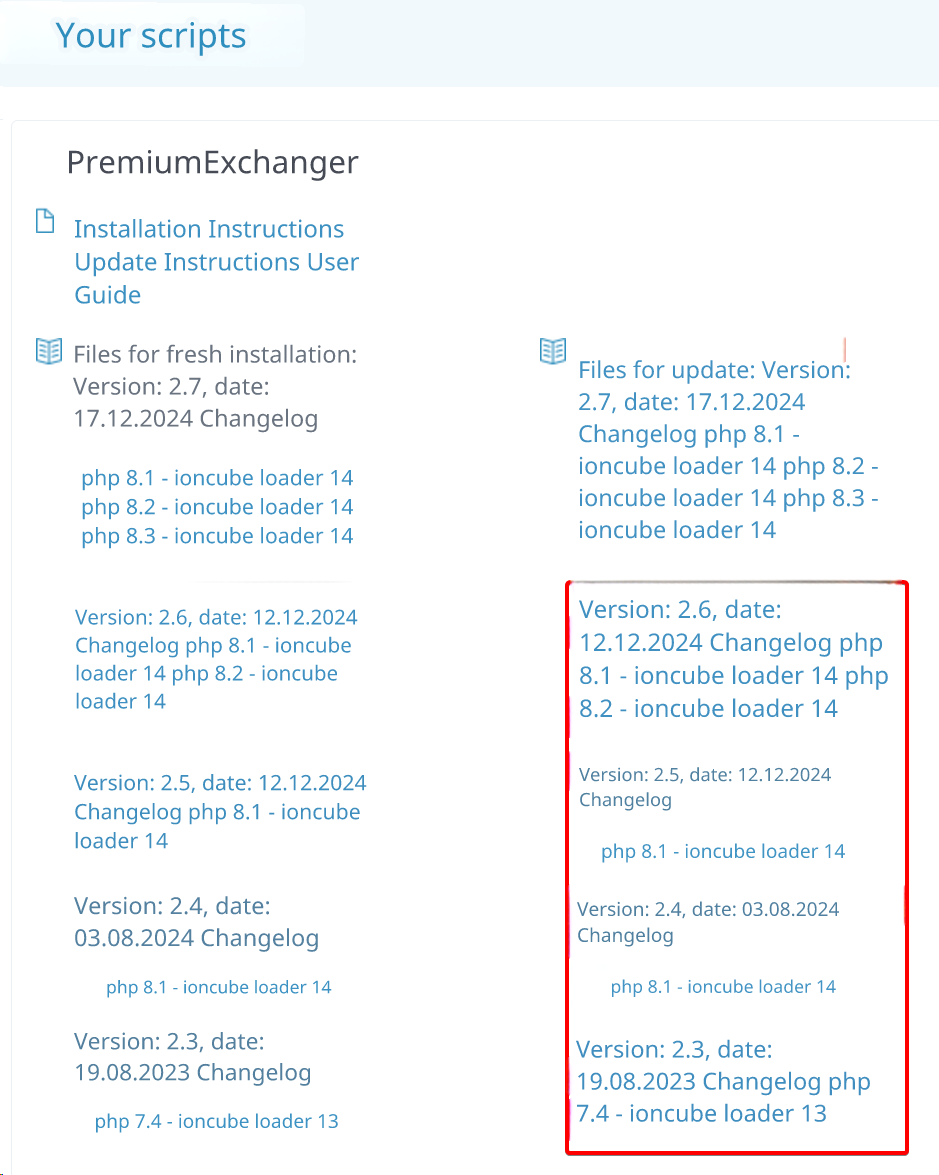 Your scripts
PremiumExchanger
Installation Instructions
Update Instructions User
Guide
Files for fresh installation:
Version: 2.7, date:
17.12.2024 Changelog
php 8.1 - ioncube loader 14
php 8.2 - ioncube loader 14
php 8.3 - ioncube loader 14
Version: 2.6, date: 12.12.2024
Changelog php 8.1 - ioncube
loader 14 php 8.2 - ioncube
loader 14
Version: 2.5, date: 12.12.2024
Changelog php 8.1 - ioncube
loader 14
Version: 2.4, date:
03.08.2024 Changelog
php 8.1 - ioncube loader 14
Version: 2.3, date:
19.08.2023 Changelog
php 7.4 - ioncube loader 13
Files for update: Version:
2.7, date: 17.12.2024
Changelog php 8.1 -
ioncube loader 14 php 8.2 -
ioncube loader 14 php 8.3 -
ioncube loader 14
Version: 2.6, date:
12.12.2024 Changelog php
8.1 - ioncube loader 14 php
8.2 - ioncube loader 14
Version: 2.5, date: 12.12.2024
Changelog
php 8.1 - ioncube loader 14
Version: 2.4, date: 03.08.2024
Changelog
php 8.1 - ioncube loader 14
Version: 2.3, date:
19.08.2023 Changelog php
7.4 - ioncube loader 13